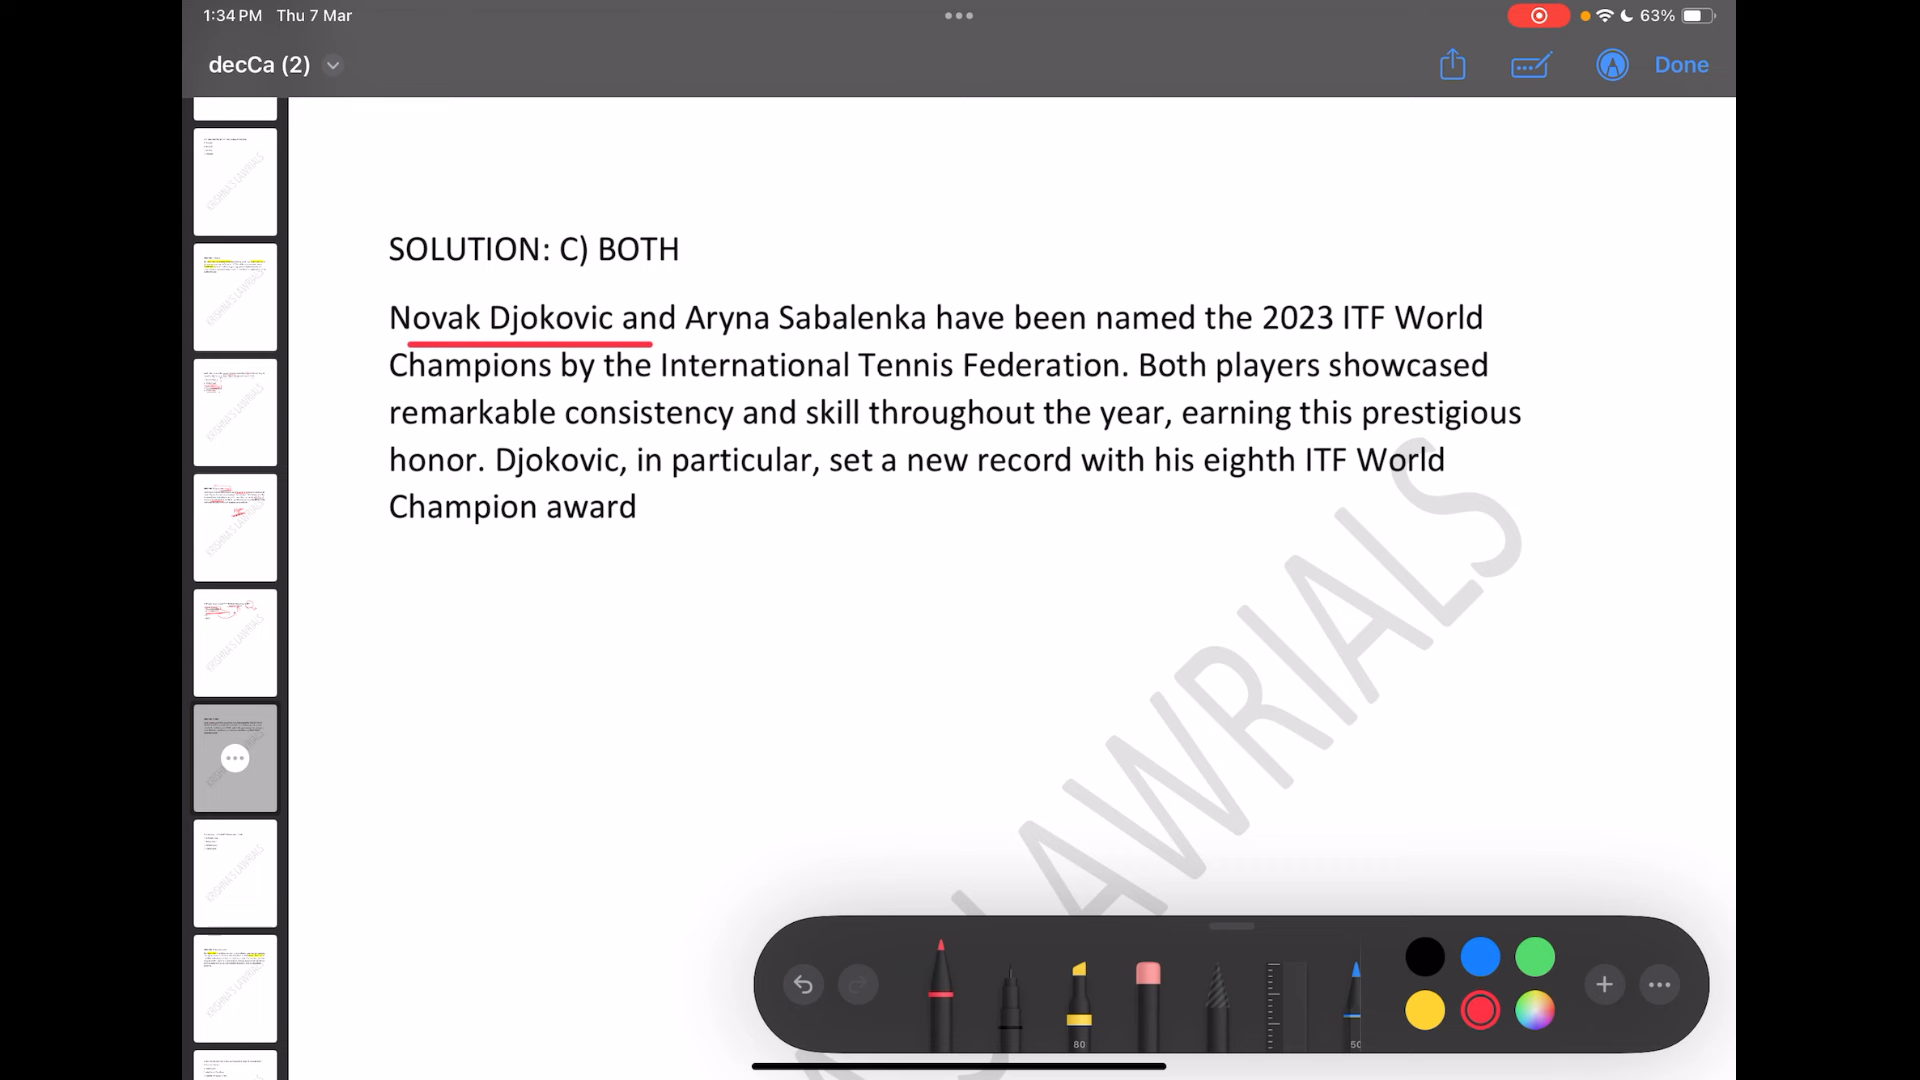 1:34 PM Thu 7 Mar
63%
decCa (2)
Done
SOLUTION: C) BOTH
Novak Djokovic and Aryna Sabalenka have been named the 2023 ITF World
Champions by the International Tennis Federation. Both players showcased
remarkable consistency and skill throughout the year, earning this prestigious
honor. Djokovic, in particular, set a new record with his eighth ITF World
Champion award
LAWRIALS
80
50